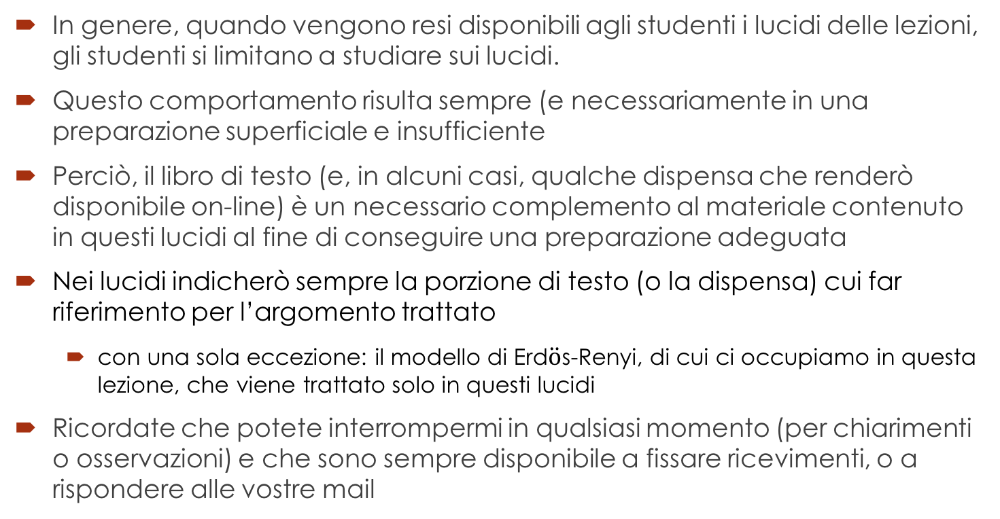 In genere, quando vengono resi disponibili agli studenti i lucidi delle lezioni,
gli studenti si limitano a studiare sui lucidi.
Questo comportamento risulta sempre (e necessariamente in una
preparazione superficiale e insufficiente
Perciò, il libro di testo (e, in alcuni casi, qualche dispensa che renderò
disponibile on-line) è un necessario complemento al materiale contenuto
in questi lucidi al fine di conseguire una preparazione adeguata
Nei lucidi indicherò sempre la porzione di testo (o la dispensa) cui far
riferimento per l’argomento trattato
con una sola eccezione: il modello di Erdös-Renyi, di cui ci occupiamo in questa
lezione, che viene trattato solo in questi lucidi
Ricordate che potete interrompermi in qualsiasi momento (per chiarimenti
o osservazioni) e che sono sempre disponibile a fissare ricevimenti, o a
rispondere alle vostre mail